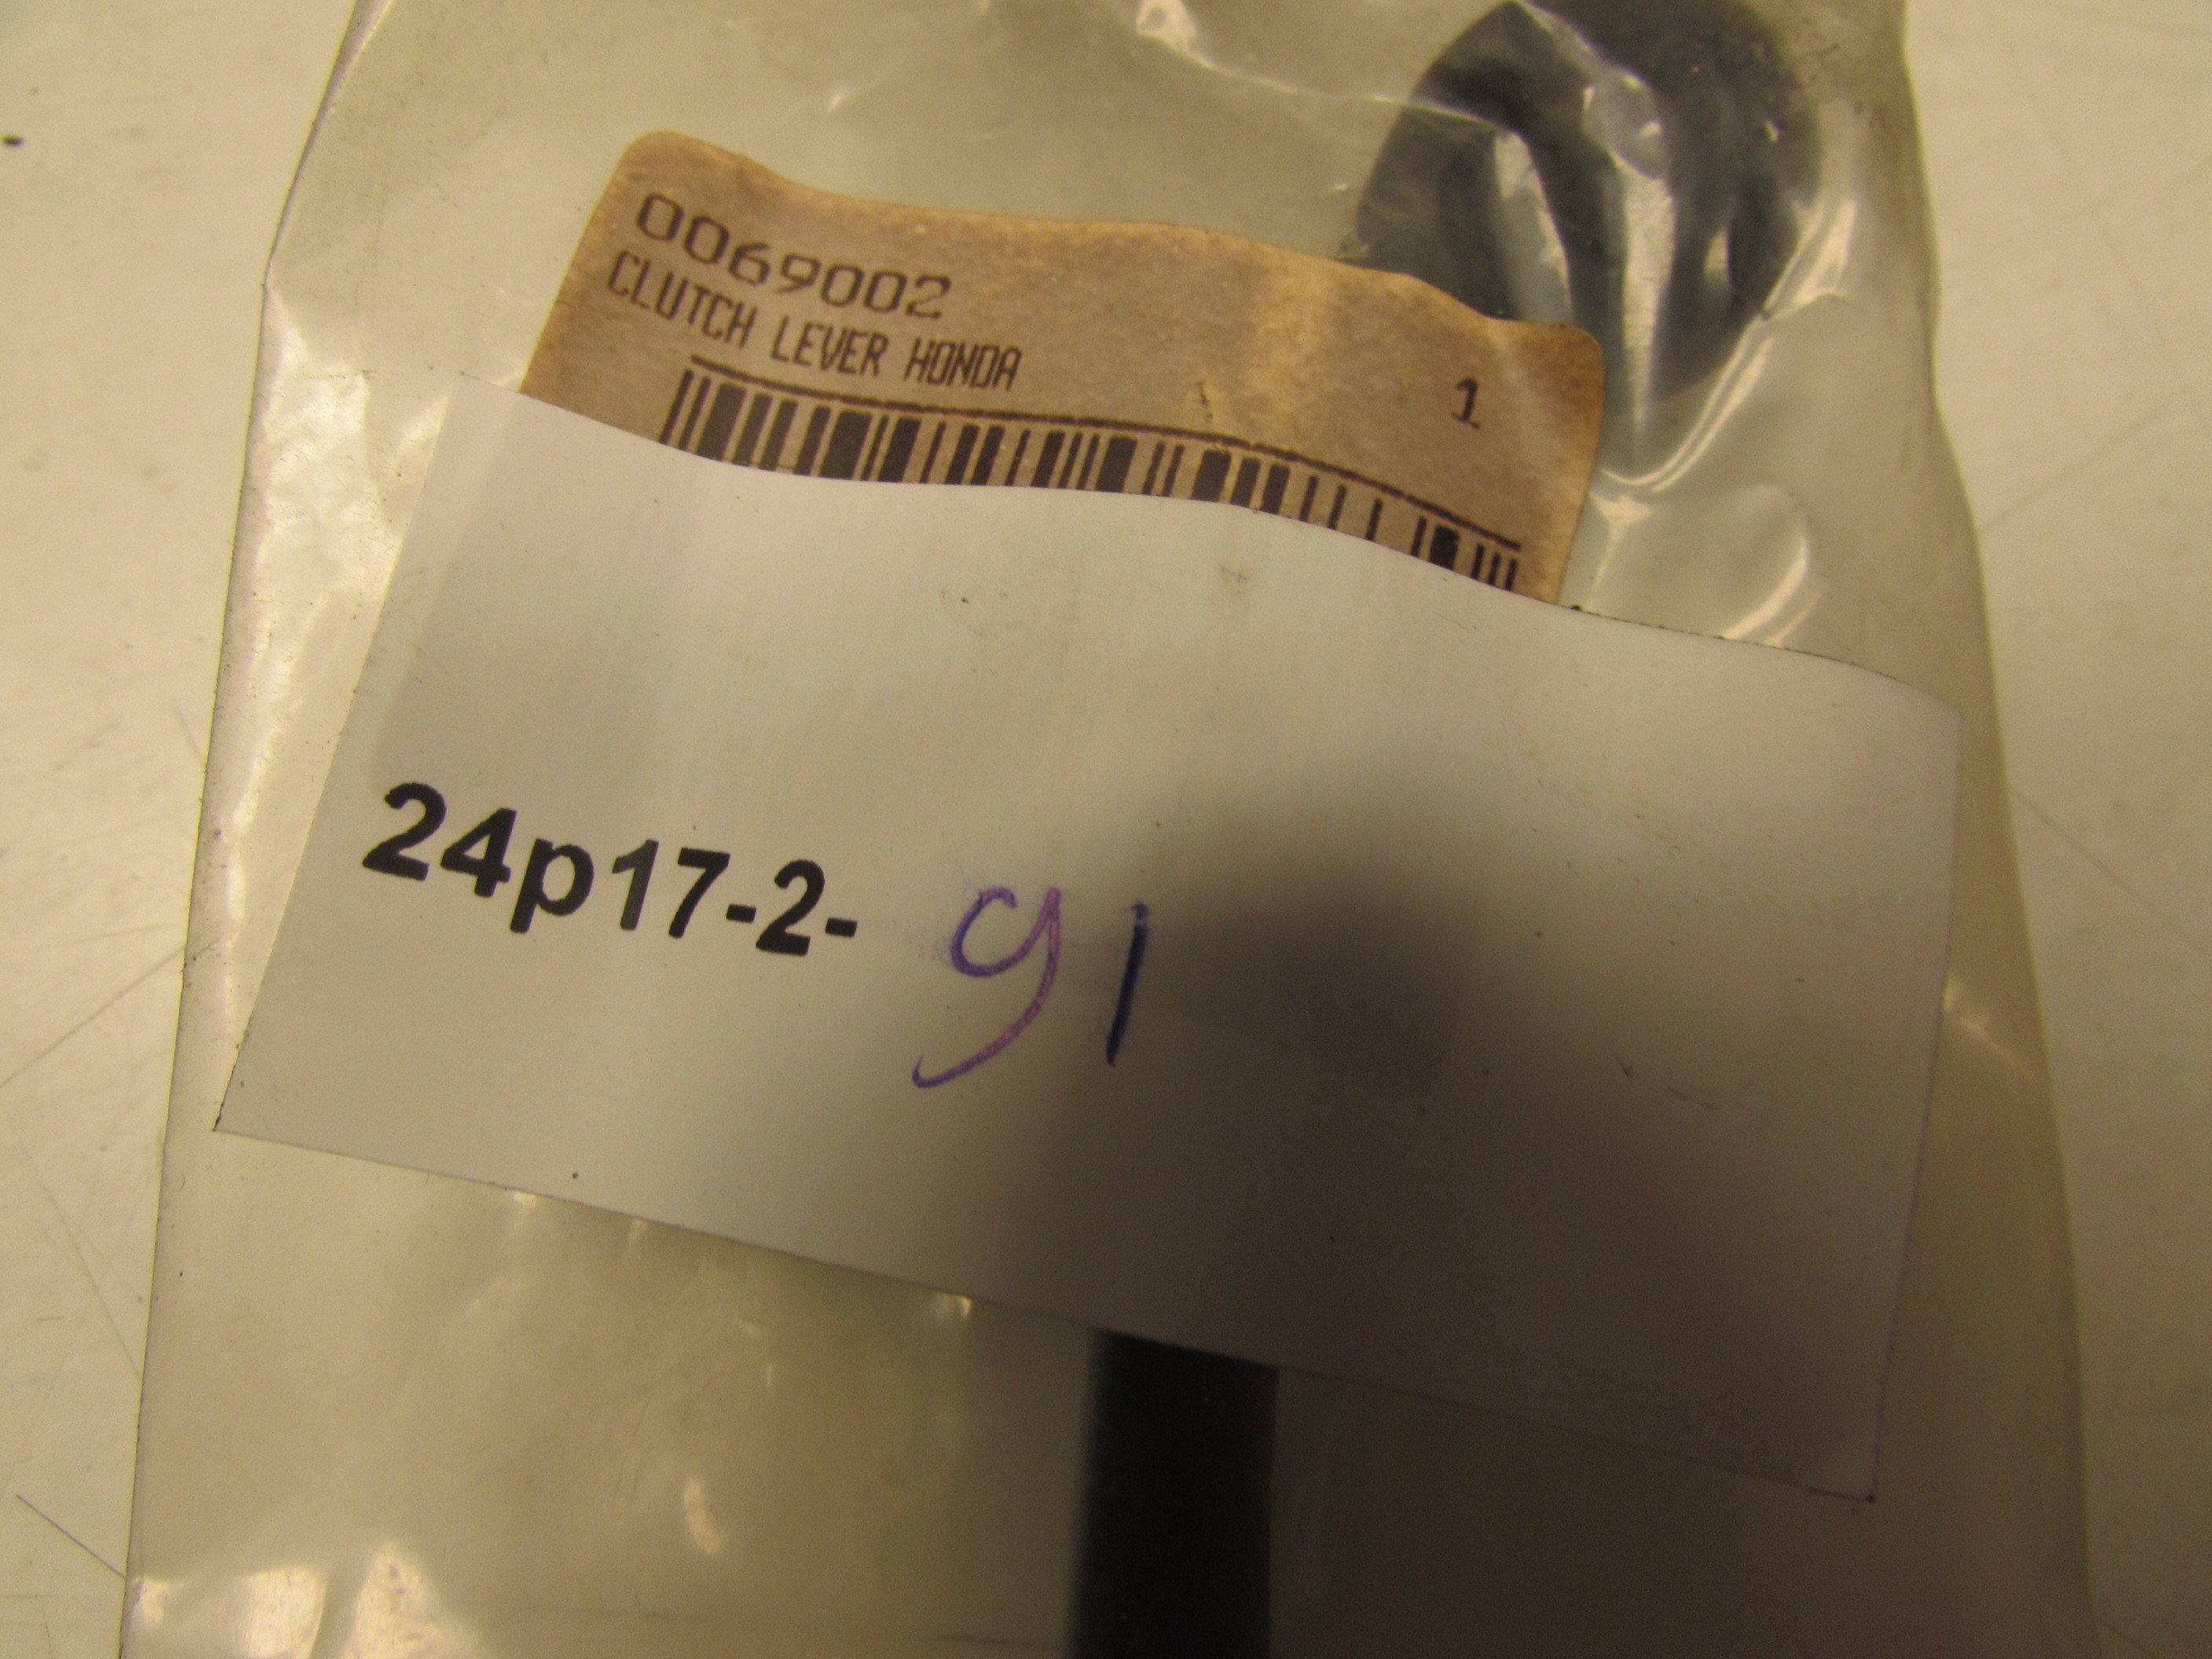 0069002
CLUTCH LEVER HONDA
1
24p17-2- 91